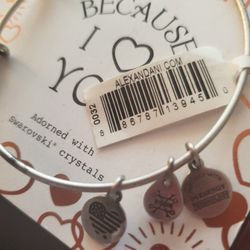 BECAUSE
I
YO
ALEXANDANI.COM
0032
8 86787 13945 0
Adorned with
Swarovski® crystals